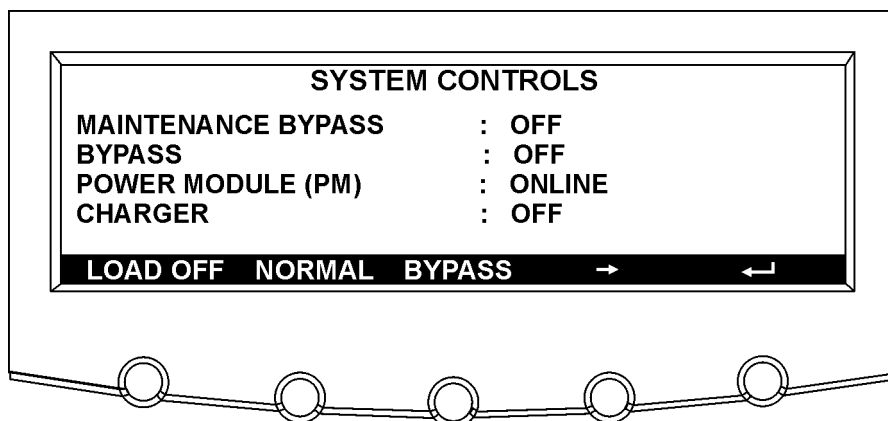 SYSTEM CONTROLS
MAINTENANCE BYPASS : OFF
BYPASS : OFF
POWER MODULE (PM) : ONLINE
CHARGER : OFF
LOAD OFF NORMAL BYPASS → ↵